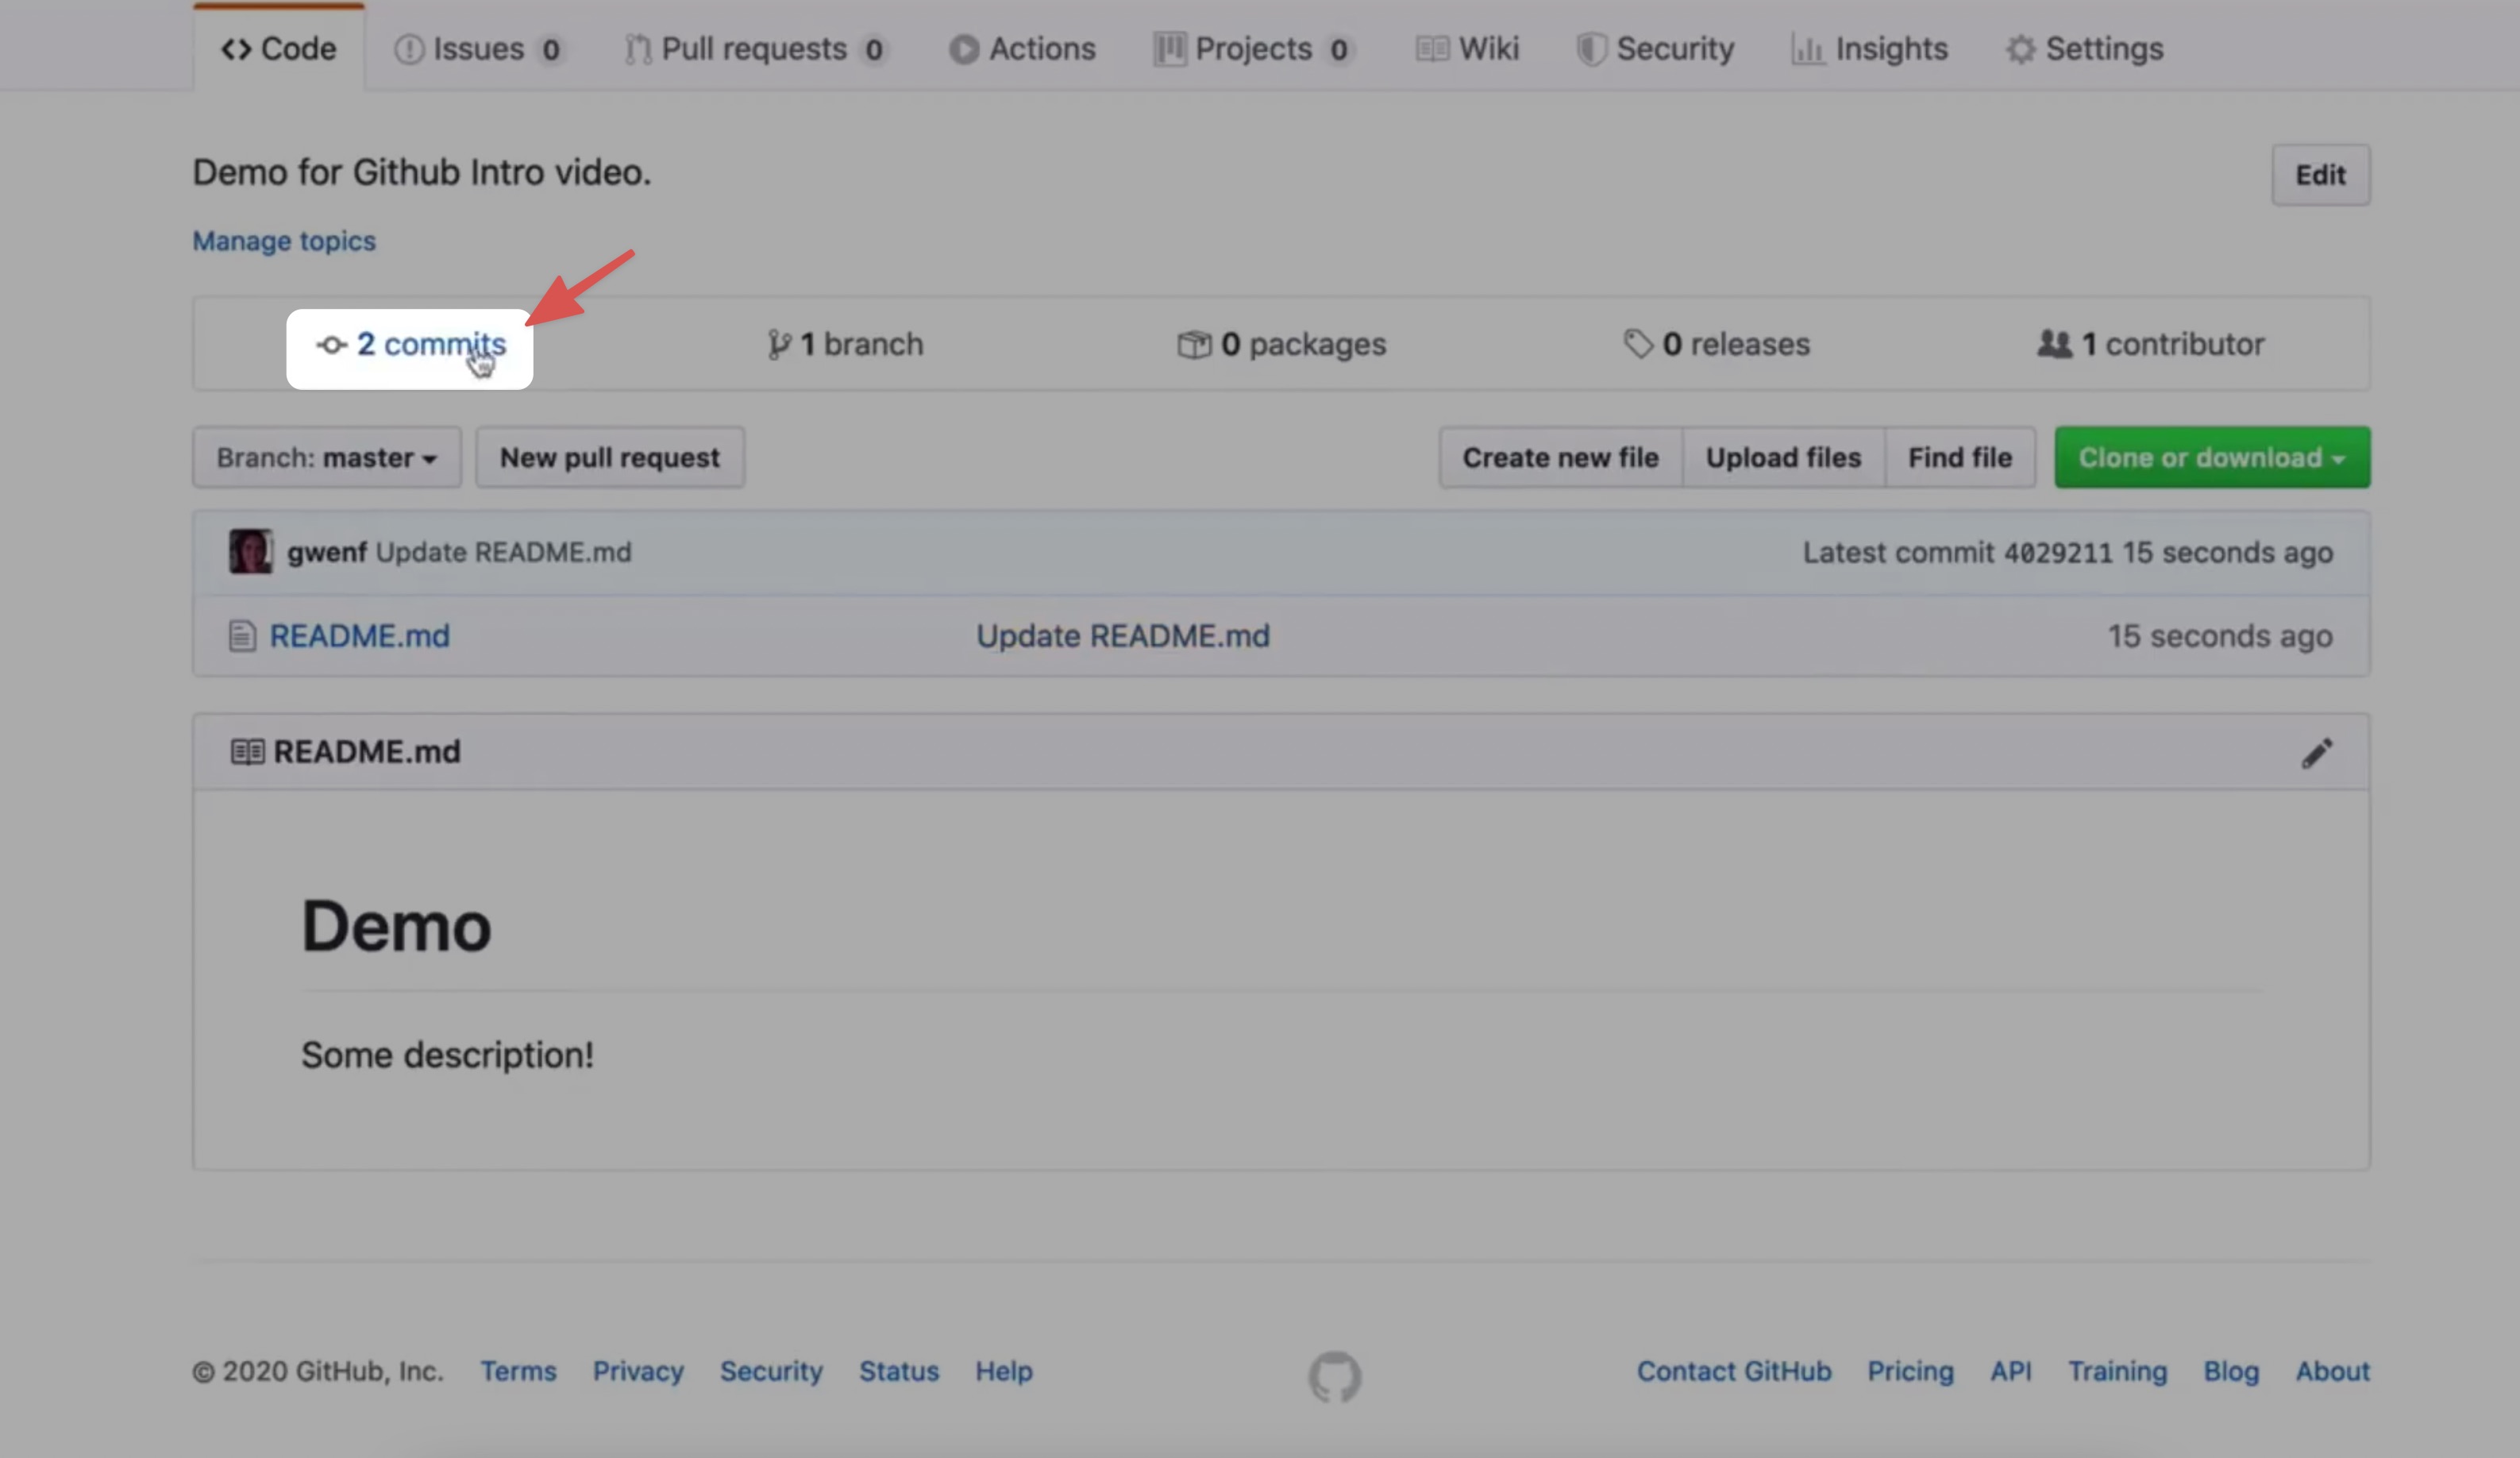 Code Issues 0 Pull requests 0 Actions Projects 0 Wiki Security Insights Settings
Demo for Github Intro video.
Edit
Manage topics
2 commits 1 branch 0 packages 0 releases 1 contributor
Branch: master New pull request Create new file Upload files Find file Clone or download
gwenf Update README.md Latest commit 4029211 15 seconds ago
README.md Update README.md 15 seconds ago
README.md
Demo
Some description!
© 2020 GitHub, Inc. Terms Privacy Security Status Help Contact GitHub Pricing API Training Blog About